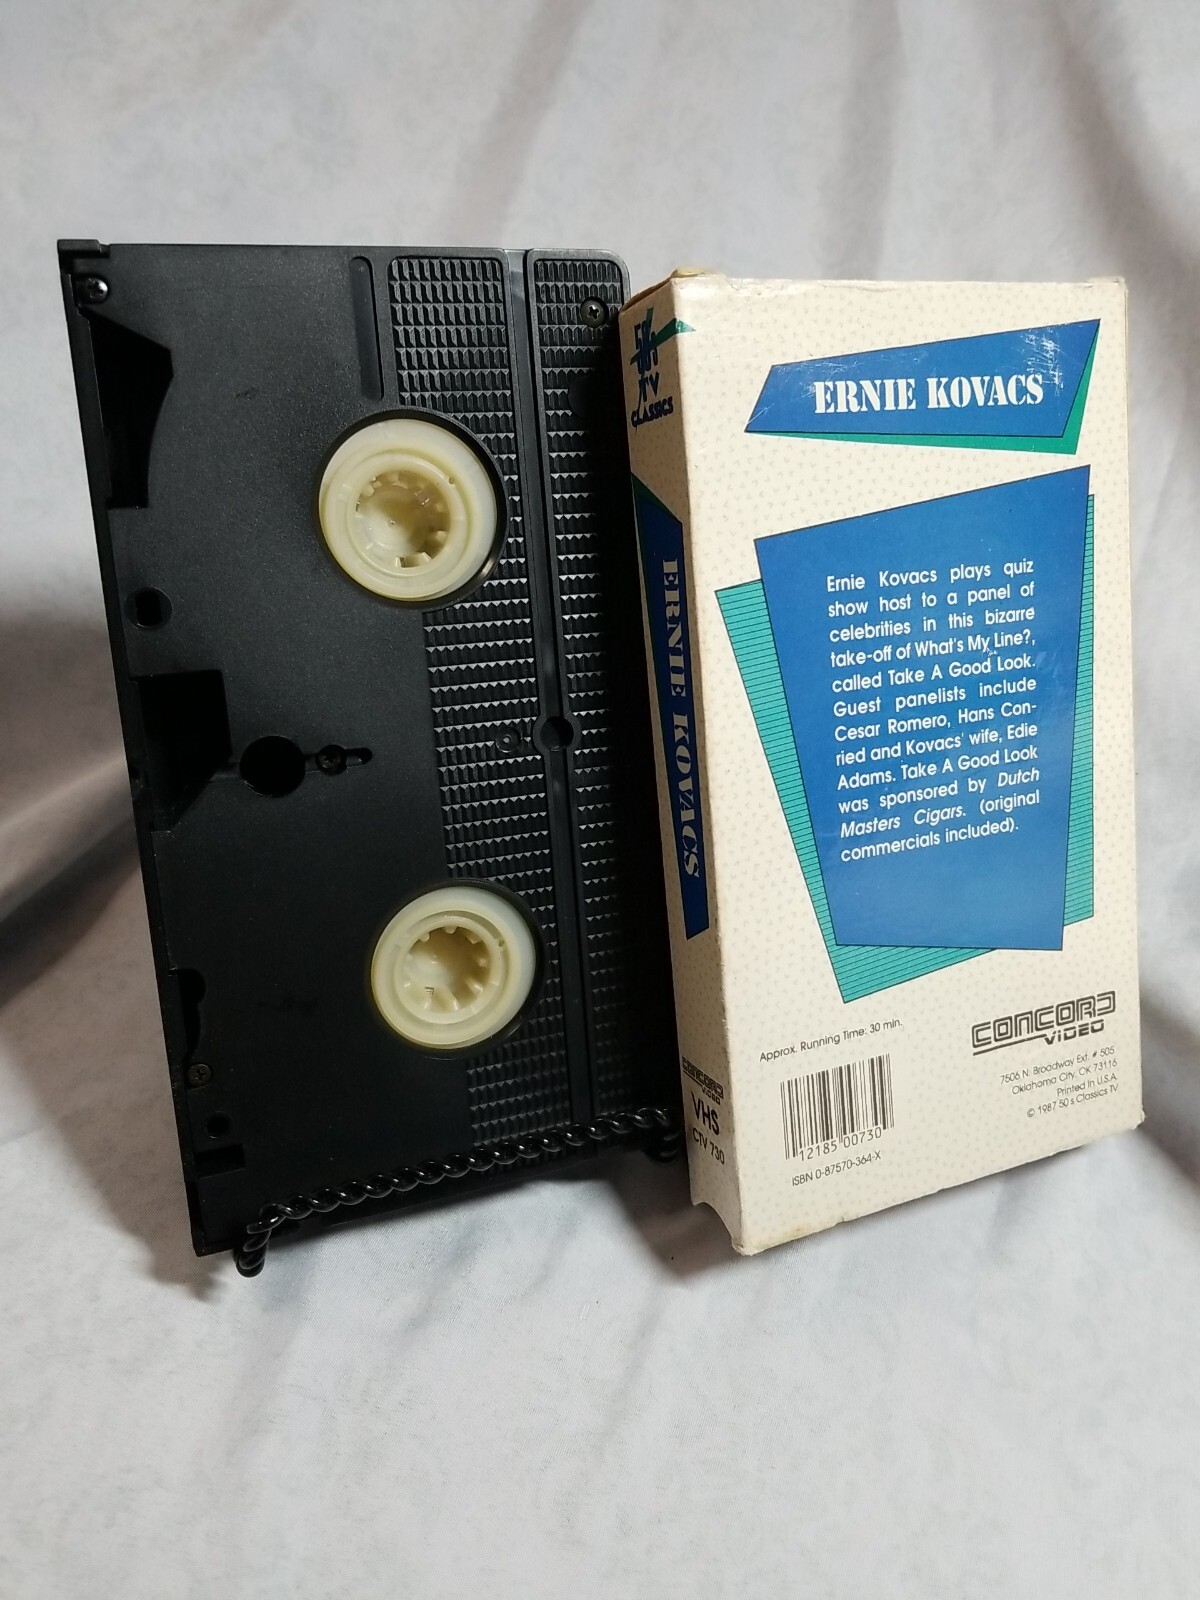 50's
TV
CLASSICS
ERNIE KOVACS
CONCORD
VIDEO
VHS
CTV 730
ERNIE KOVACS
Ernie Kovacs plays quiz
show host to a panel of
celebrities in this bizarre
take-off of What's My Line?,
called Take A Good Look.
Guest panelists include
Cesar Romero, Hans Con-
ried and Kovacs' wife, Edie
Adams. Take A Good Look
was sponsored by Dutch
Masters Cigars. (original
commercials included).
Approx. Running Time: 30 min.
12185 00730
ISBN 0-87570-364-X
CONCORD
VIDEO
7506 N. Broadway Ext. # 505
Oklahoma City, OK 73116
Printed in U.S.A.
© 1987 50's Classics TV